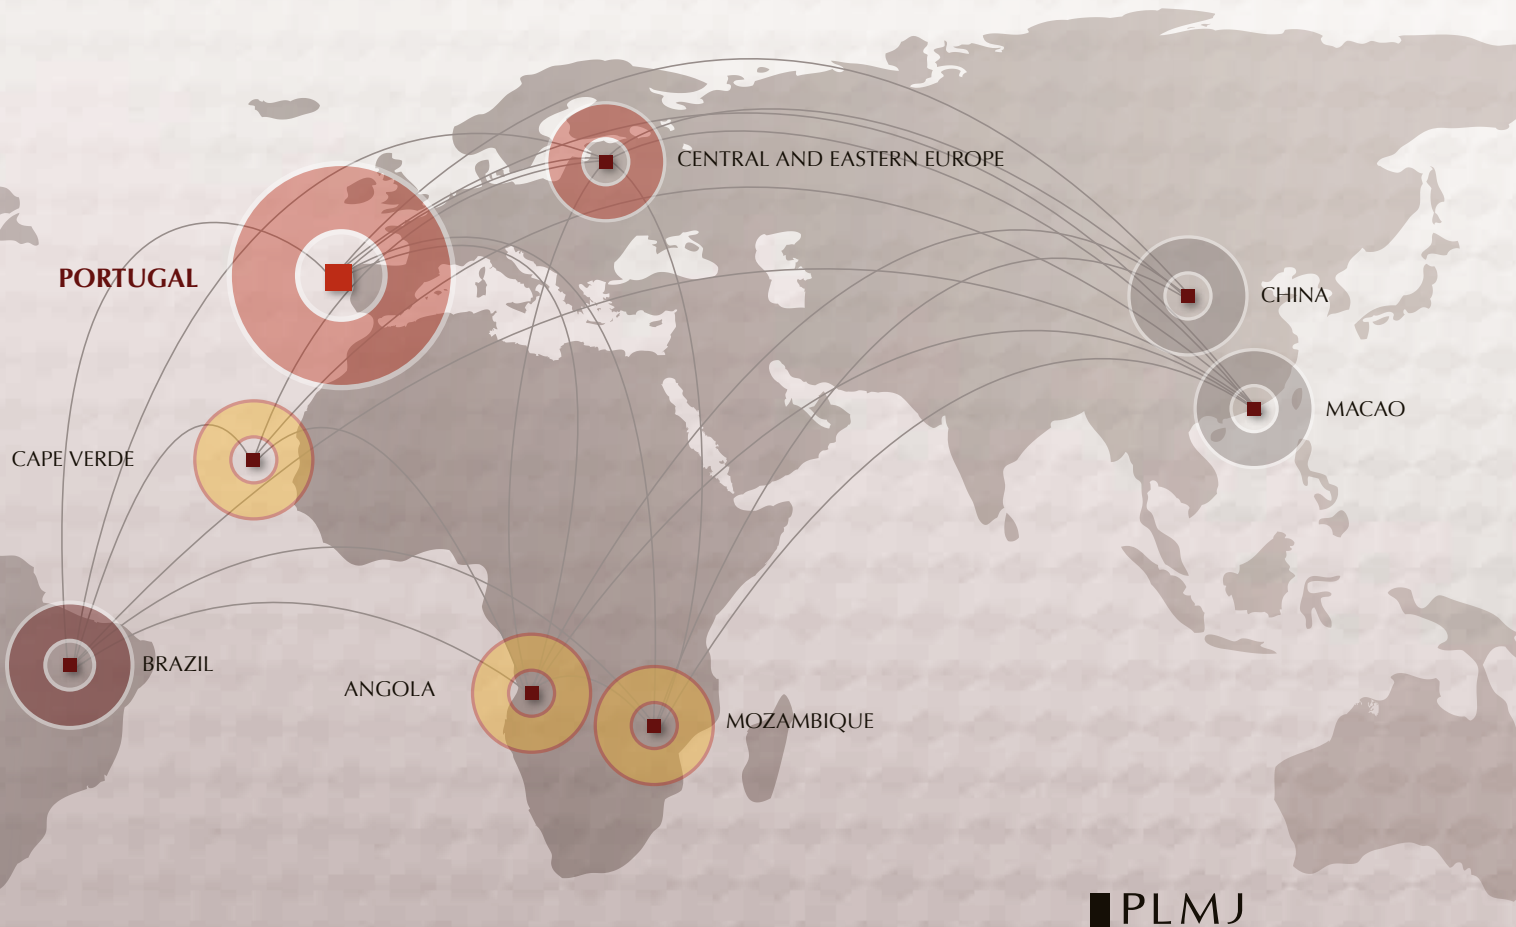 CENTRAL AND EASTERN EUROPE
PORTUGAL
CHINA
MACAO
CAPE VERDE
BRAZIL
ANGOLA
MOZAMBIQUE
PLMJ